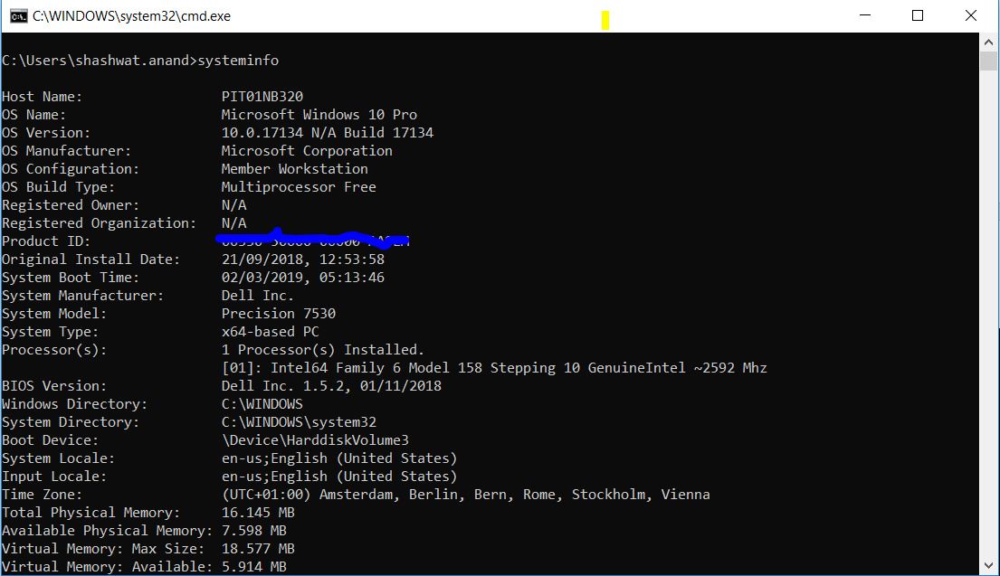 C:\WINDOWS\system32\cmd.exe
C:\Users\shashwat.anand>systeminfo
Host Name: PIT01NB320
OS Name: Microsoft Windows 10 Pro
OS Version: 10.0.17134 N/A Build 17134
OS Manufacturer: Microsoft Corporation
OS Configuration: Member Workstation
OS Build Type: Multiprocessor Free
Registered Owner: N/A
Registered Organization: N/A
Product ID:
Original Install Date: 21/09/2018, 12:53:58
System Boot Time: 02/03/2019, 05:13:46
System Manufacturer: Dell Inc.
System Model: Precision 7530
System Type: x64-based PC
Processor(s): 1 Processor(s) Installed.
[01]: Intel64 Family 6 Model 158 Stepping 10 GenuineIntel ~2592 Mhz
BIOS Version: Dell Inc. 1.5.2, 01/11/2018
Windows Directory: C:\WINDOWS
System Directory: C:\WINDOWS\system32
Boot Device: \Device\HarddiskVolume3
System Locale: en-us;English (United States)
Input Locale: en-us;English (United States)
Time Zone: (UTC+01:00) Amsterdam, Berlin, Bern, Rome, Stockholm, Vienna
Total Physical Memory: 16.145 MB
Available Physical Memory: 7.598 MB
Virtual Memory: Max Size: 18.577 MB
Virtual Memory: Available: 5.914 MB